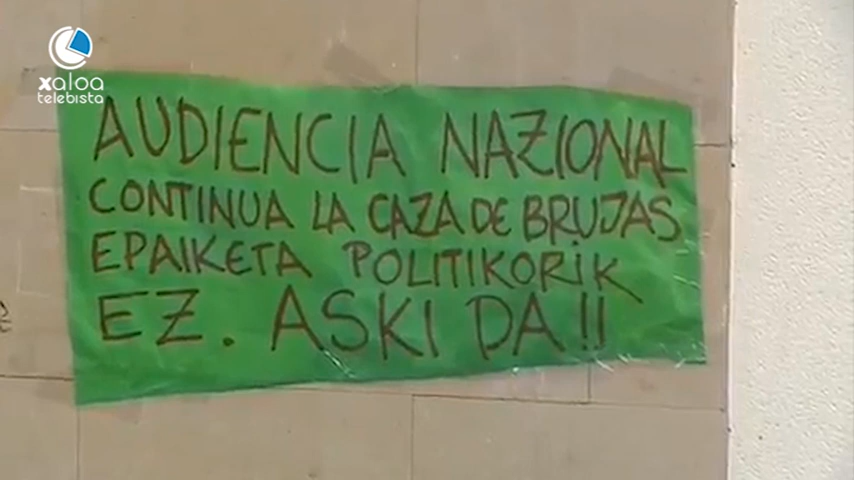 xaloa
telebista
AUDIENCIA NAZIONAL
CONTINUA LA CAZA DE BRUJAS
EPAIKETA POLITIKORIK
EZ. ASKI DA!!